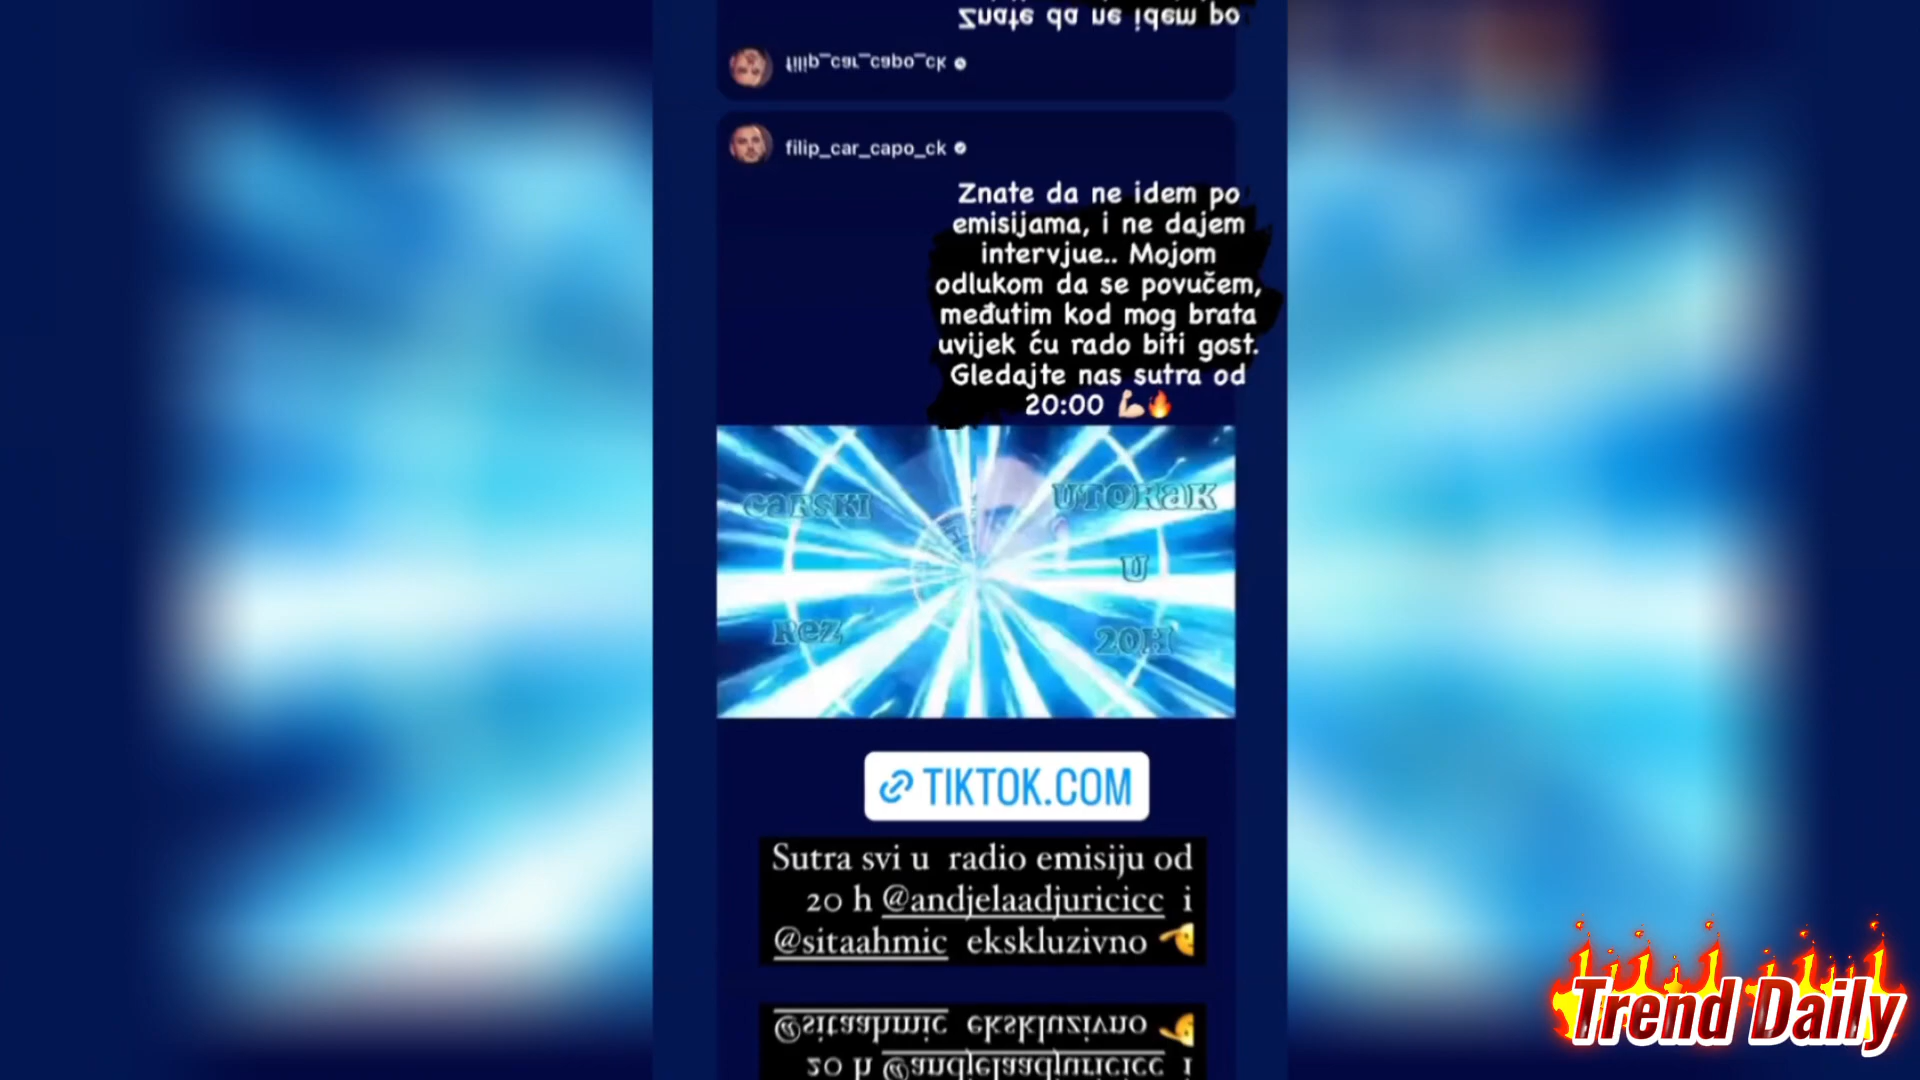 Znate da ne idem po
filip_car_capo_ck
filip_car_capo_ck
Znate da ne idem po
emisijama, i ne dajem
intervjue.. Mojom
odlukom da se povučem,
međutim kod mog brata
uvijek ću rado biti gost.
Gledajte nas sutra od
20:00 💪🏻🔥
CARSKI
UTORAK
U
REZ
20H
TIKTOK.COM
Sutra svi u radio emisiju od
20 h @andjelaadjuricicc i
@sitaahmic ekskluzivno 🫡
@sitaahmic ekskluzivno 🫡
20 h @andjelaadjuricicc i
Trend Daily